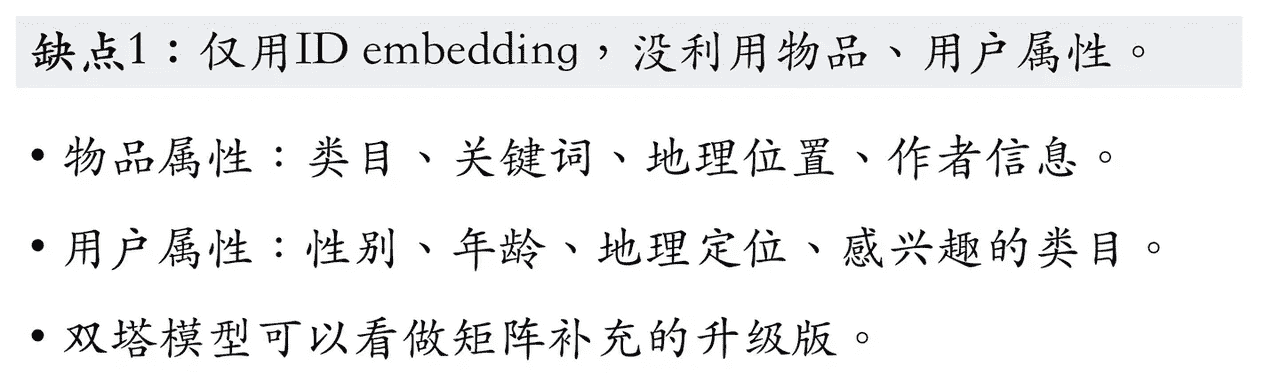 缺点1：仅用ID embedding，没利用物品、用户属性。
• 物品属性：类目、关键词、地理位置、作者信息。
• 用户属性：性别、年龄、地理定位、感兴趣的类目。
• 双塔模型可以看做矩阵补充的升级版。